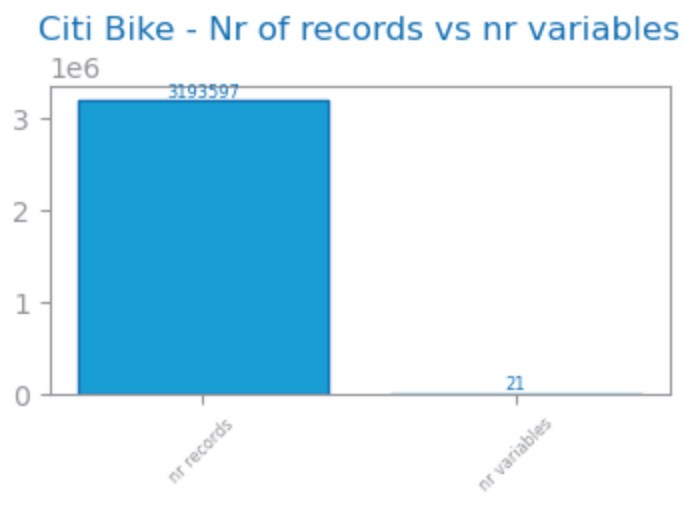 Citi Bike - Nr of records vs nr variables
1e6
3193597
3
2
1
21
0
nr records
nr variables